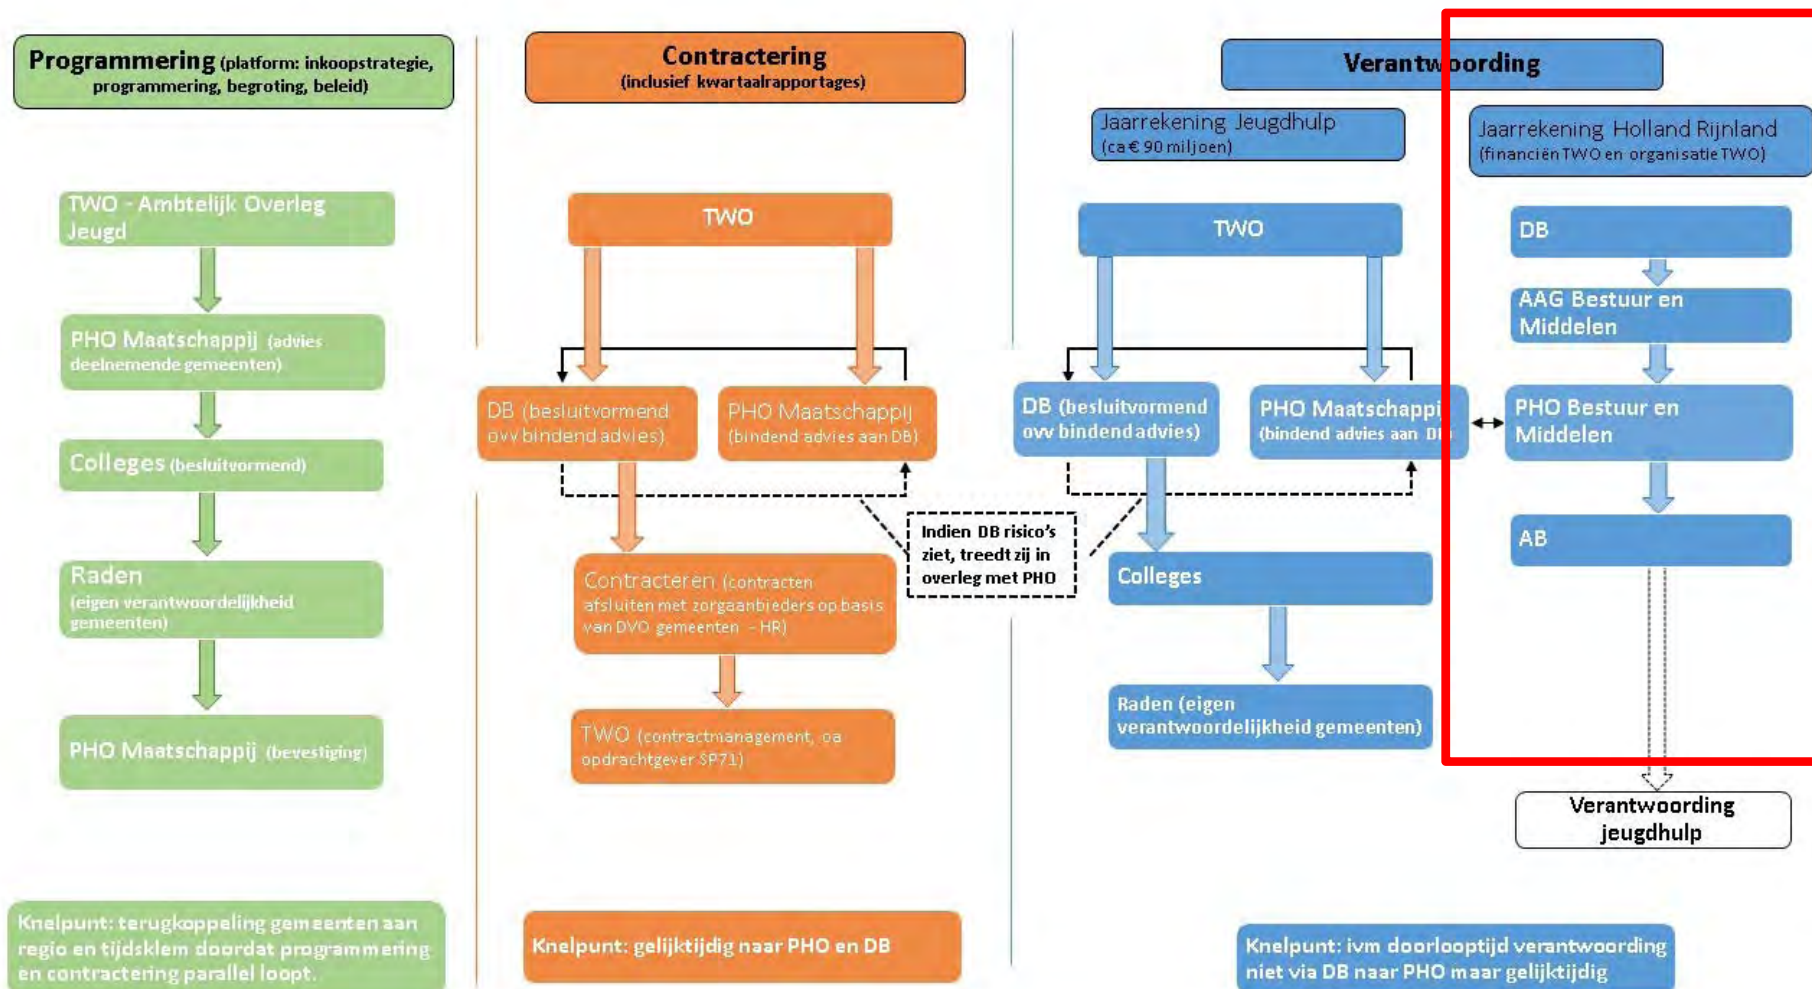 Programmering (platform: inkoopstrategie,
programmering, begroting, beleid)
TWO - Ambtelijk Overleg
Jeugd
PHO Maatschappij (advies
deelnemende gemeenten)
Colleges (besluitvormend)
Raden
(eigen verantwoordelijkheid
gemeenten)
PHO Maatschappij (bevestiging)
Knelpunt: terugkoppeling gemeenten aan
regio en tijdsklem doordat programmering
en contractering parallel loopt.
Contractering
(inclusief kwartaalrapportages)
TWO
DB (besluitvormend
ovv bindend advies)
PHO Maatschappij
(bindend advies aan DB)
Contracteren (contracten
afsluiten met zorgaanbieders op basis
van DVO gemeenten - HR)
TWO (contractmanagement, oa
opdrachtgever SP71)
Knelpunt: gelijktijdig naar PHO en DB
Indien DB risico's
ziet, treedt zij in
overleg met PHO
Verantwoording
Jaarrekening Jeugdhulp
(ca € 90 miljoen)
TWO
DB (besluitvormend
ovv bindend advies)
PHO Maatschappij
(bindend advies aan DB)
Colleges
Raden (eigen
verantwoordelijkheid gemeenten)
Jaarrekening Holland Rijnland
(financiën TWO en organisatie TWO)
DB
AAG Bestuur en
Middelen
PHO Bestuur en
Middelen
AB
Verantwoording
jeugdhulp
Knelpunt: ivm doorlooptijd verantwoording
niet via DB naar PHO maar gelijktijdig